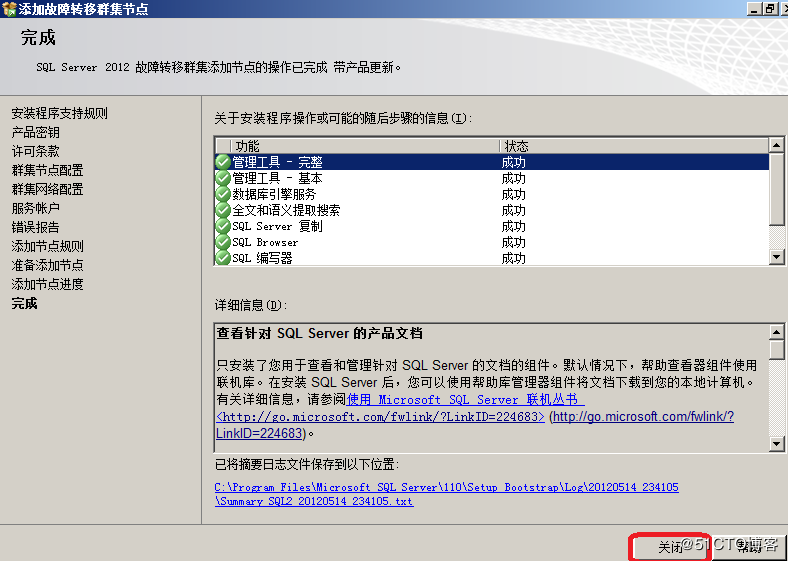 添加故障转移群集节点
完成
SQL Server 2012 故障转移群集添加节点的操作已完成 带产品更新。
安装程序支持规则
产品密钥
许可条款
群集节点配置
群集网络配置
服务帐户
错误报告
添加节点规则
准备添加节点
添加节点进度
完成
关于安装程序操作或可能的随后步骤的信息(I):
功能 状态
管理工具 - 完整 成功
管理工具 - 基本 成功
数据库引擎服务 成功
全文和语义提取搜索 成功
SQL Server 复制 成功
SQL Browser 成功
SQL 编写器 成功
详细信息(D):
查看针对 SQL Server 的产品文档
只安装了您用于查看和管理针对 SQL Server 的文档的组件。默认情况下，帮助查看器组件使用
联机库。在安装 SQL Server 后，您可以使用帮助库管理器组件将文档下载到您的本地计算机。
有关详细信息，请参阅使用 Microsoft SQL Server 联机丛书
<http://go.microsoft.com/fwlink/?LinkID=224683> (http://go.microsoft.com/fwlink/?
LinkID=224683)。
已将摘要日志文件保存到以下位置:
C:\Program Files\Microsoft SQL Server\110\Setup Bootstrap\Log\20120514_234105
\Summary_SQL2_20120514_234105.txt
关闭 帮助
@51CTO博客